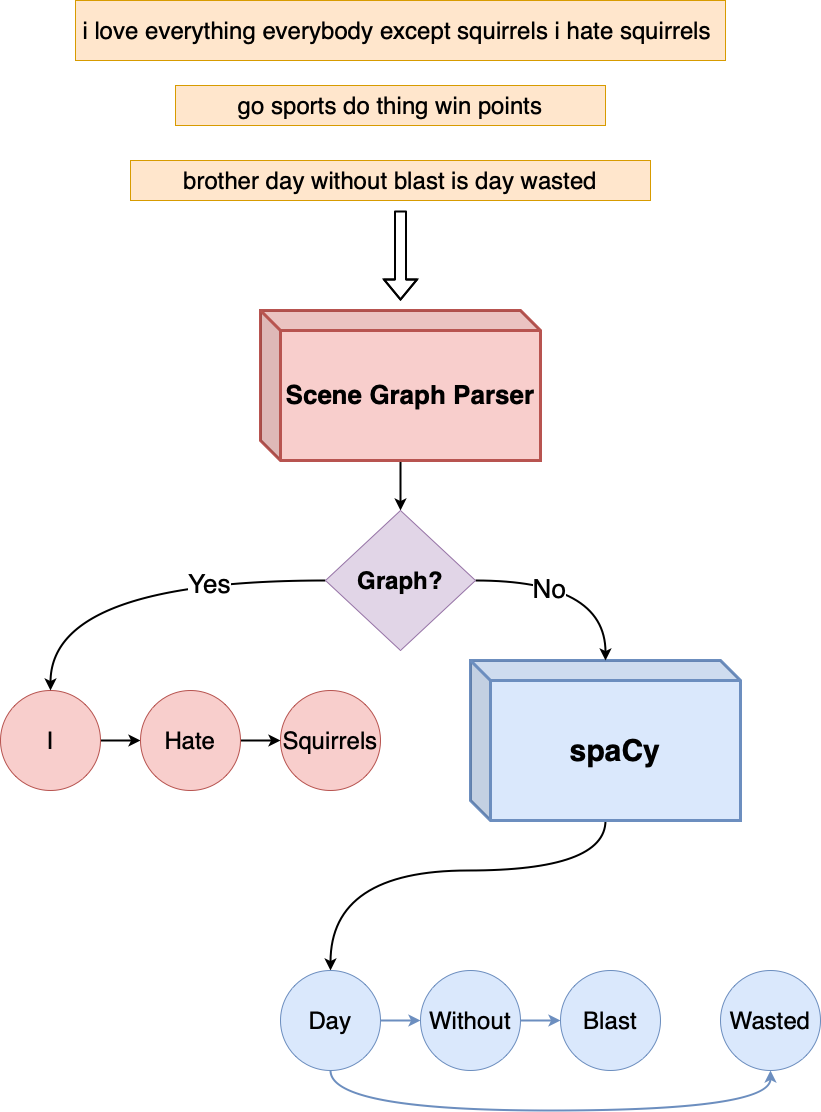 i love everything everybody except squirrels i hate squirrels
go sports do thing win points
brother day without blast is day wasted
Scene Graph Parser
Graph?
Yes
No
I
Hate
Squirrels
spaCy
Day
Without
Blast
Wasted